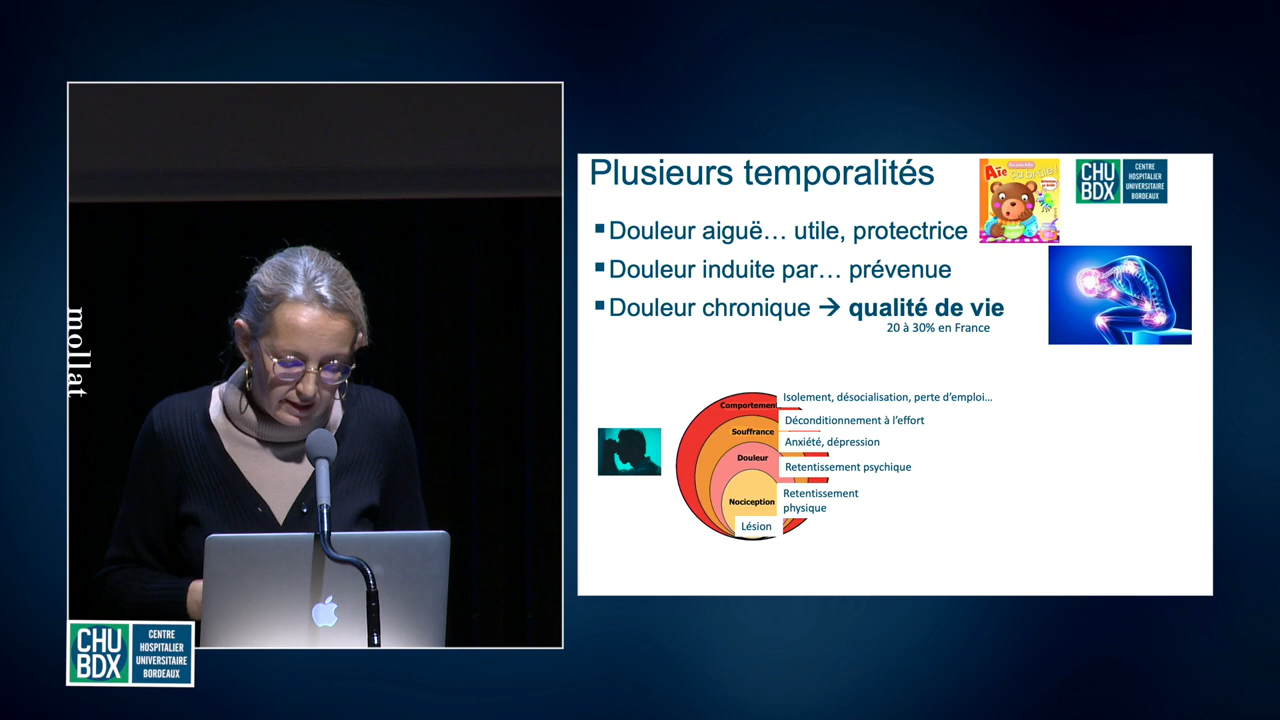 mollat
CHU
BDX
CENTRE
HOSPITALIER
UNIVERSITAIRE
BORDEAUX
Plusieurs temporalités
Aïe
ça brûle!
CHU
BDX
CENTRE
HOSPITALIER
UNIVERSITAIRE
BORDEAUX
▪Douleur aiguë… utile, protectrice
▪Douleur induite par… prévenue
▪Douleur chronique → qualité de vie
20 à 30% en France
Comportement
Isolement, désocialisation, perte d’emploi…
Déconditionnement à l’effort
Souffrance
Anxiété, dépression
Douleur
Retentissement psychique
Nociception
Retentissement
physique
Lésion